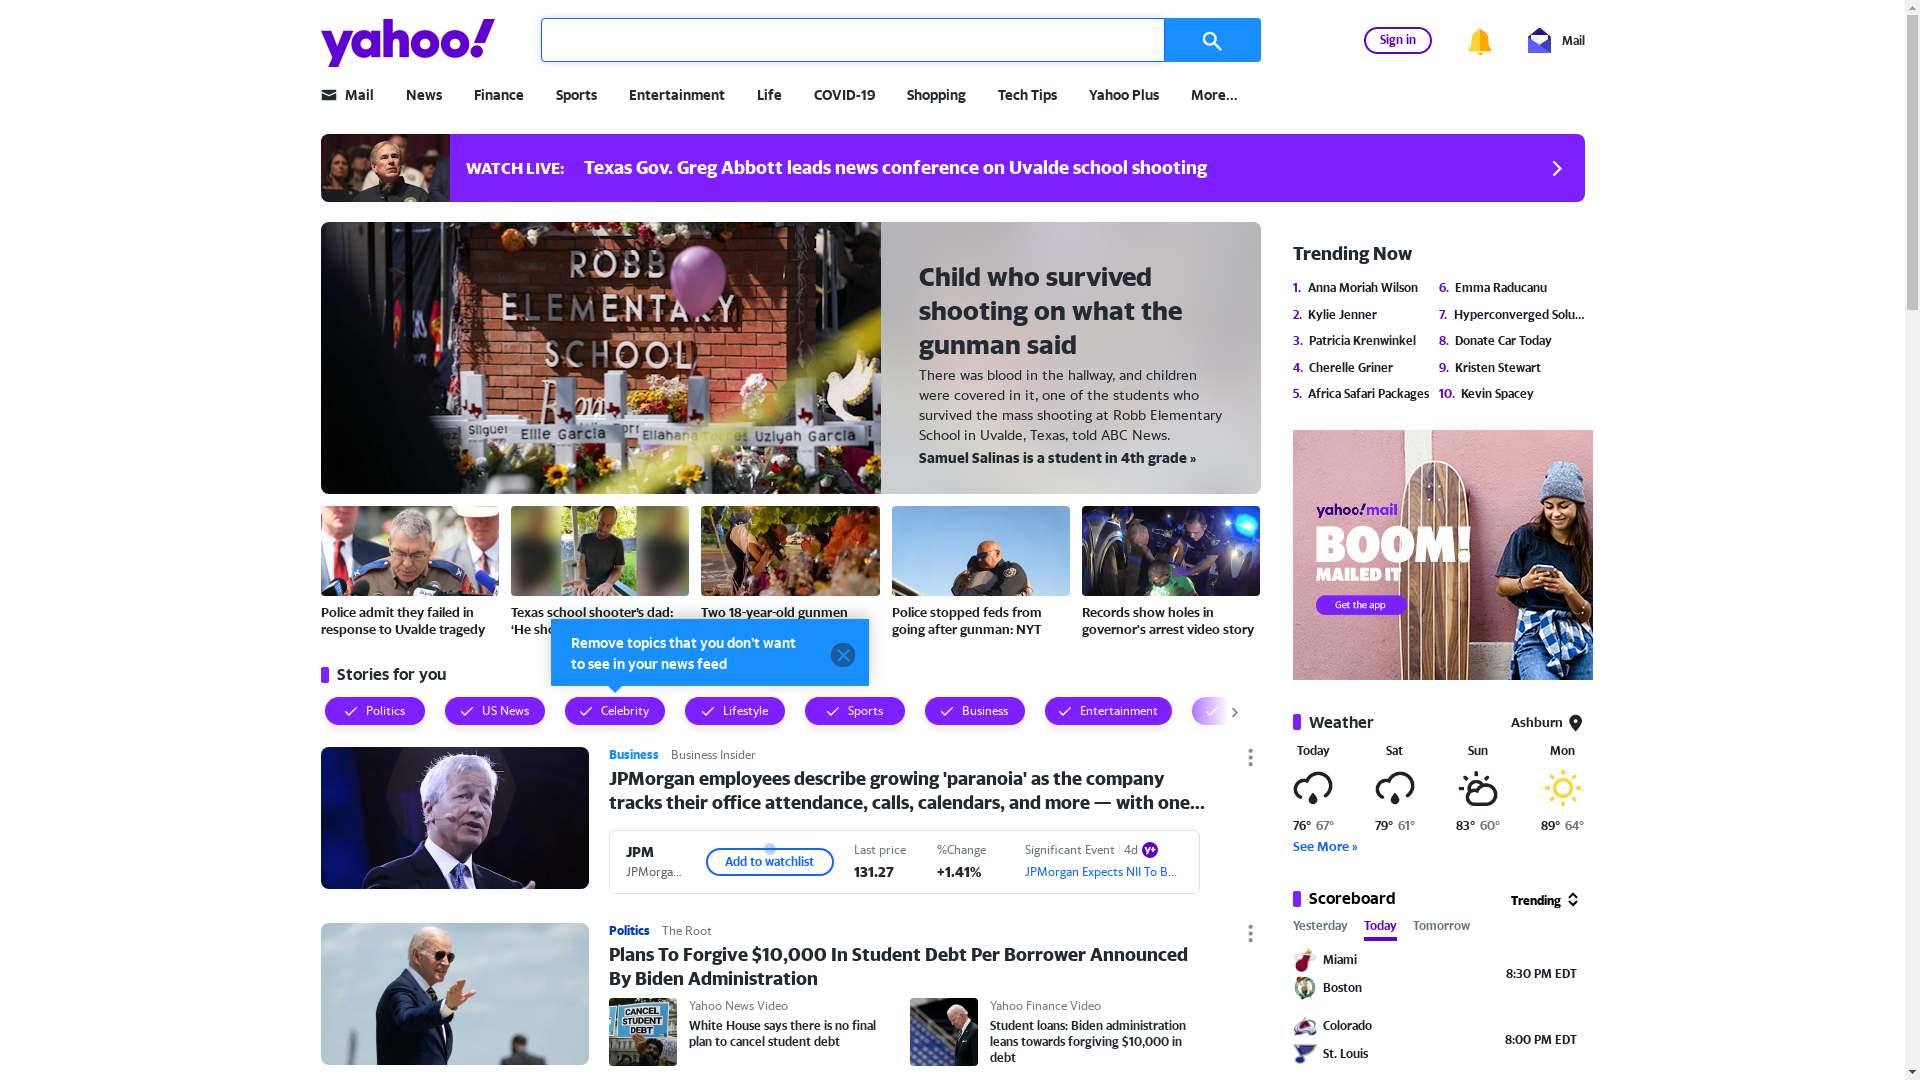 yahoo!
Sign in
Mail
Mail
News
Finance
Sports
Entertainment
Life
COVID-19
Shopping
Tech Tips
Yahoo Plus
More...
WATCH LIVE:
Texas Gov. Greg Abbott leads news conference on Uvalde school shooting
ROBB
ELEMENTARY
SCHOOL
Ellie Garcia
Eliahana Torres
Uziyah Garcia
Child who survived
shooting on what the
gunman said
There was blood in the hallway, and children
were covered in it, one of the students who
survived the mass shooting at Robb Elementary
School in Uvalde, Texas, told ABC News.
Samuel Salinas is a student in 4th grade »
Police admit they failed in
response to Uvalde tragedy
Texas school shooter's dad:
Two 18-year-old gunmen
Police stopped feds from
going after gunman: NYT
Records show holes in
governor's arrest video story
Remove topics that you don't want
to see in your news feed
Stories for you
Politics
US News
Celebrity
Lifestyle
Sports
Business
Entertainment
Business
Business Insider
JPMorgan employees describe growing 'paranoia' as the company
tracks their office attendance, calls, calendars, and more — with one...
JPM
JPMorga...
Add to watchlist
Last price
131.27
%Change
+1.41%
Significant Event
4d
Y+
JPMorgan Expects NII To B...
Politics
The Root
Plans To Forgive $10,000 In Student Debt Per Borrower Announced
By Biden Administration
CANCEL
STUDENT
DEBT
Yahoo News Video
White House says there is no final
plan to cancel student debt
Yahoo Finance Video
Student loans: Biden administration
leans towards forgiving $10,000 in
debt
Trending Now
1. Anna Moriah Wilson
2. Kylie Jenner
3. Patricia Krenwinkel
4. Cherelle Griner
5. Africa Safari Packages
6. Emma Raducanu
7. Hyperconverged Solu...
8. Donate Car Today
9. Kristen Stewart
10. Kevin Spacey
yahoo!mail
BOOM!
MAILED IT
Get the app
Weather
Ashburn
Today
Sat
Sun
Mon
76° 67°
79° 61°
83° 60°
89° 64°
See More »
Scoreboard
Trending
Yesterday
Today
Tomorrow
Miami
Boston
8:30 PM EDT
Colorado
St. Louis
8:00 PM EDT